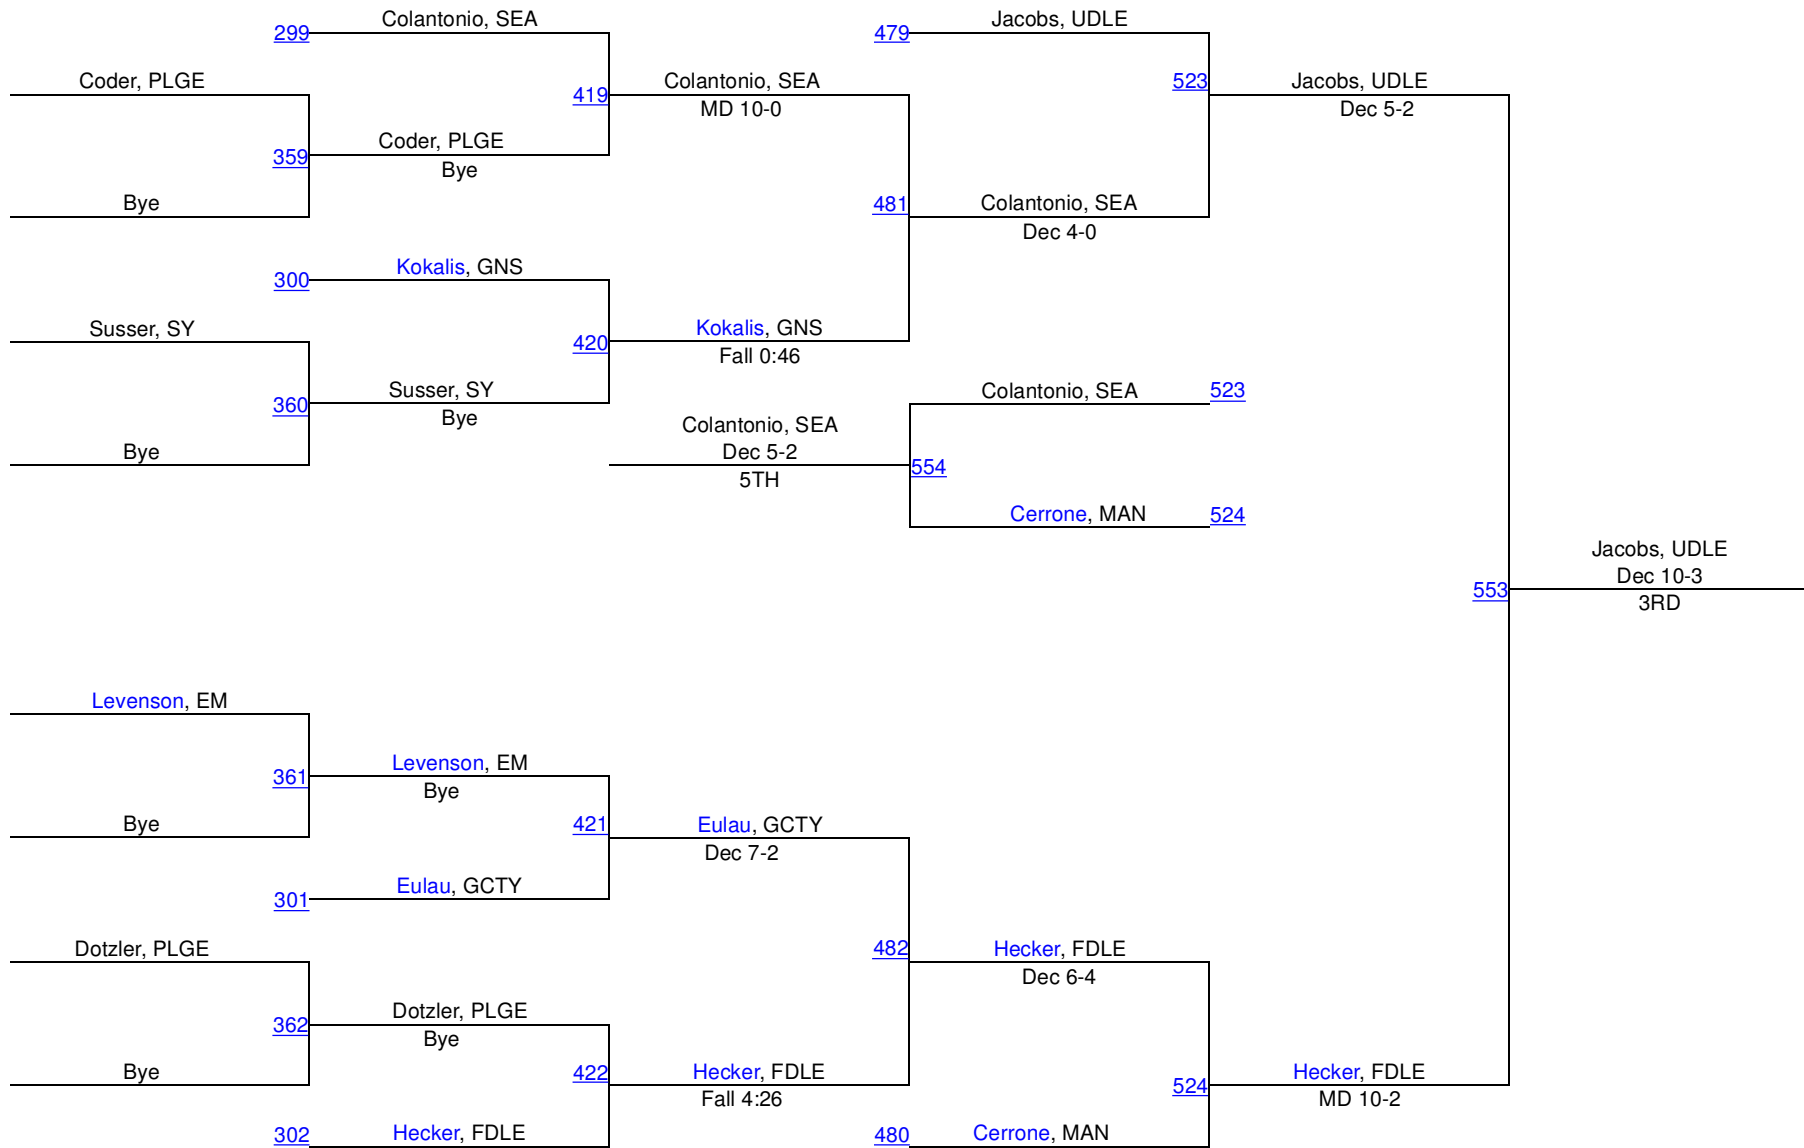 Colantonio, SEA
299
Jacobs, UDLE
479
Coder, PLGE
419
Colantonio, SEA
MD 10-0
523
Jacobs, UDLE
Dec 5-2
359
Coder, PLGE
Bye
Bye
481
Colantonio, SEA
Dec 4-0
300
Kokalis, GNS
Susser, SY
420
Kokalis, GNS
Fall 0:46
360
Susser, SY
Bye
Colantonio, SEA
523
Colantonio, SEA
Dec 5-2
5TH
Bye
554
Cerrone, MAN
524
553
Jacobs, UDLE
Dec 10-3
3RD
Levenson, EM
361
Levenson, EM
Bye
Bye
421
Eulau, GCTY
Dec 7-2
301
Eulau, GCTY
Dotzler, PLGE
482
Hecker, FDLE
Dec 6-4
362
Dotzler, PLGE
Bye
Bye
422
Hecker, FDLE
Fall 4:26
524
Hecker, FDLE
MD 10-2
302
Hecker, FDLE
480
Cerrone, MAN